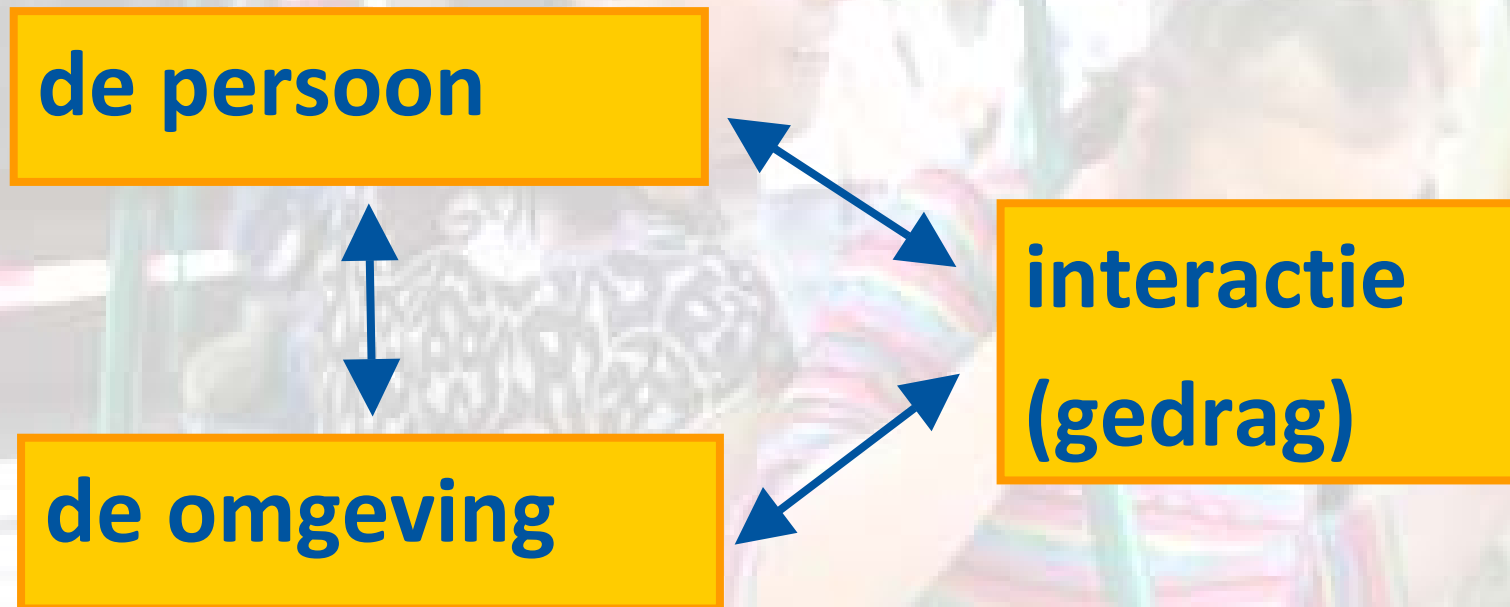 de persoon
interactie
(gedrag)
de omgeving